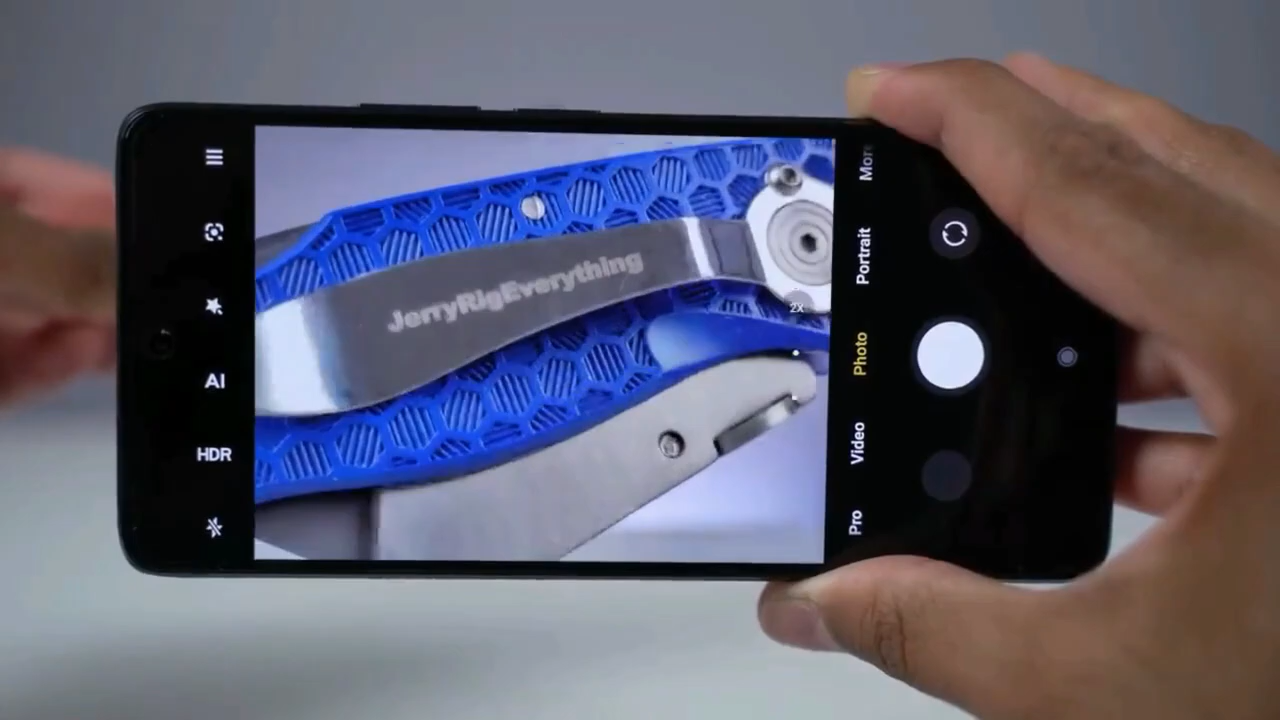 AI
HDR
JerryRigEverything
2X
More
Portrait
Photo
Video
Pro